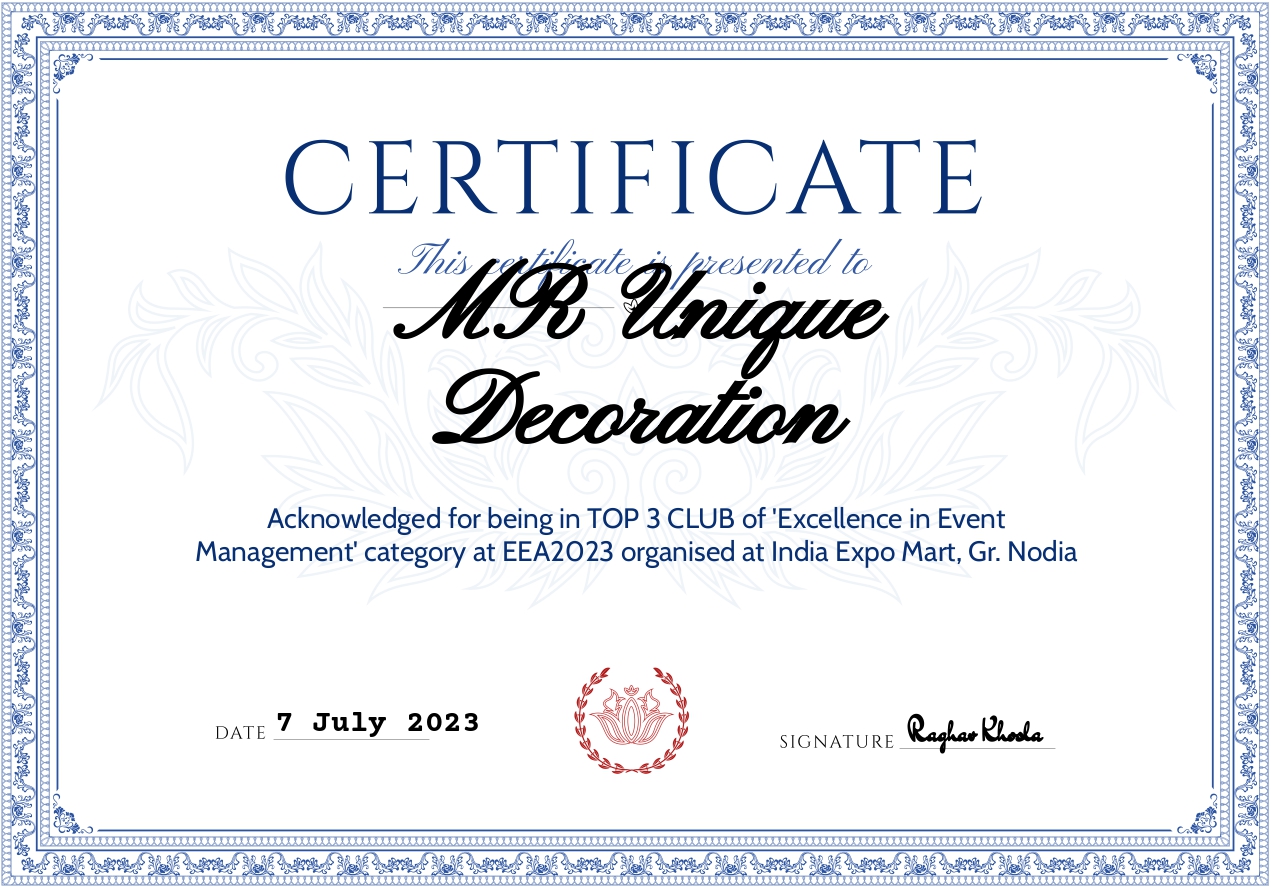 CERTIFICATE
This certificate is presented to
MR Unique
Decoration
Acknowledged for being in TOP 3 CLUB of 'Excellence in Event
Management' category at EEA2023 organised at India Expo Mart, Gr. Nodia
DATE 7 July 2023
SIGNATURE Raghav Khosla